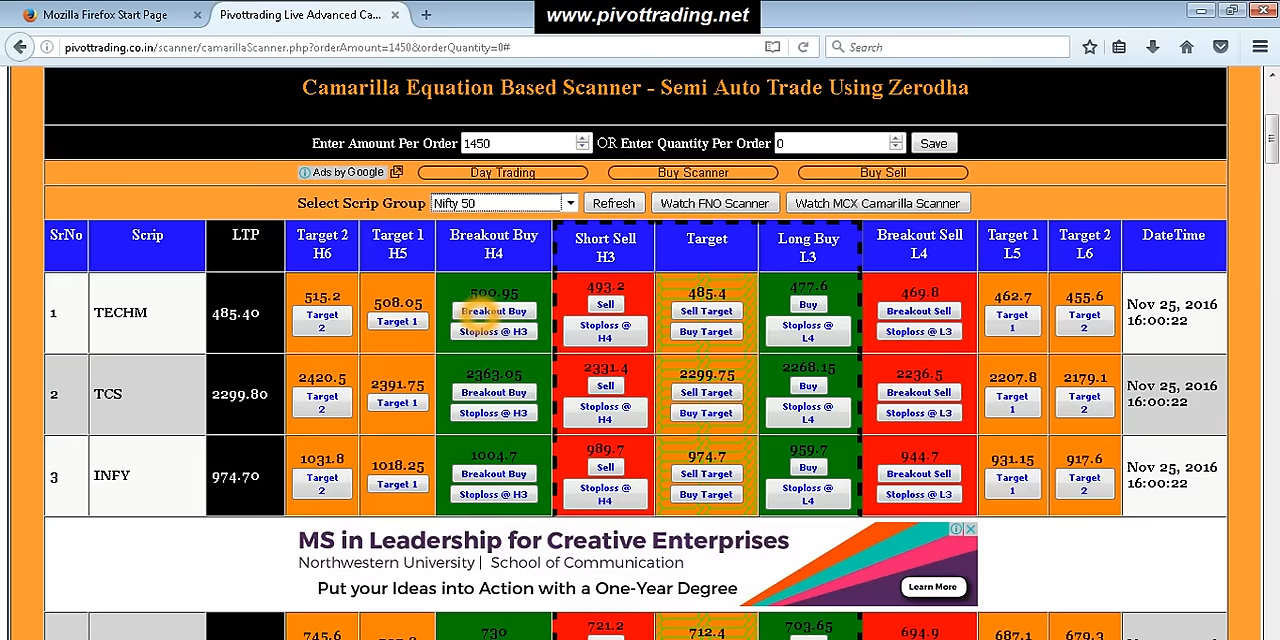 Mozilla Firefox Start Page
Pivottrading Live Advanced Ca...
www.pivottrading.net
pivottrading.co.in/scanner/camarillaScanner.php?orderAmount=1450&orderQuantity=0#
Search
Camarilla Equation Based Scanner - Semi Auto Trade Using Zerodha
Enter Amount Per Order 1450 OR Enter Quantity Per Order 0 Save
Ads by Google Day Trading Buy Scanner Buy Sell
Select Scrip Group Nifty 50 Refresh Watch FNO Scanner Watch MCX Camarilla Scanner
SrNo Scrip LTP Target 2 H6 Target 1 H5 Breakout Buy H4 Short Sell H3 Target Long Buy L3 Breakout Sell L4 Target 1 L5 Target 2 L6 DateTime
1 TECHM 485.40 515.2 Target 2 508.05 Target 1 500.95 Breakout Buy Stoploss @ H3 493.2 Sell Stoploss @ H4 485.4 Sell Target Buy Target 477.6 Buy Stoploss @ L4 469.8 Breakout Sell Stoploss @ L3 462.7 Target 1 455.6 Target 2 Nov 25, 2016 16:00:22
2 TCS 2299.80 2420.5 Target 2 2391.75 Target 1 2363.05 Breakout Buy Stoploss @ H3 2331.4 Sell Stoploss @ H4 2299.75 Sell Target Buy Target 2268.15 Buy Stoploss @ L4 2236.5 Breakout Sell Stoploss @ L3 2207.8 Target 1 2179.1 Target 2 Nov 25, 2016 16:00:22
3 INFY 974.70 1031.8 Target 2 1018.25 Target 1 1004.7 Breakout Buy Stoploss @ H3 989.7 Sell Stoploss @ H4 974.7 Sell Target Buy Target 959.7 Buy Stoploss @ L4 944.7 Breakout Sell Stoploss @ L3 931.15 Target 1 917.6 Target 2 Nov 25, 2016 16:00:22
MS in Leadership for Creative Enterprises
Northwestern University | School of Communication
Put your Ideas into Action with a One-Year Degree
Learn More
745.6 730 721.2 712.4 703.65 694.9 687.1 679.3